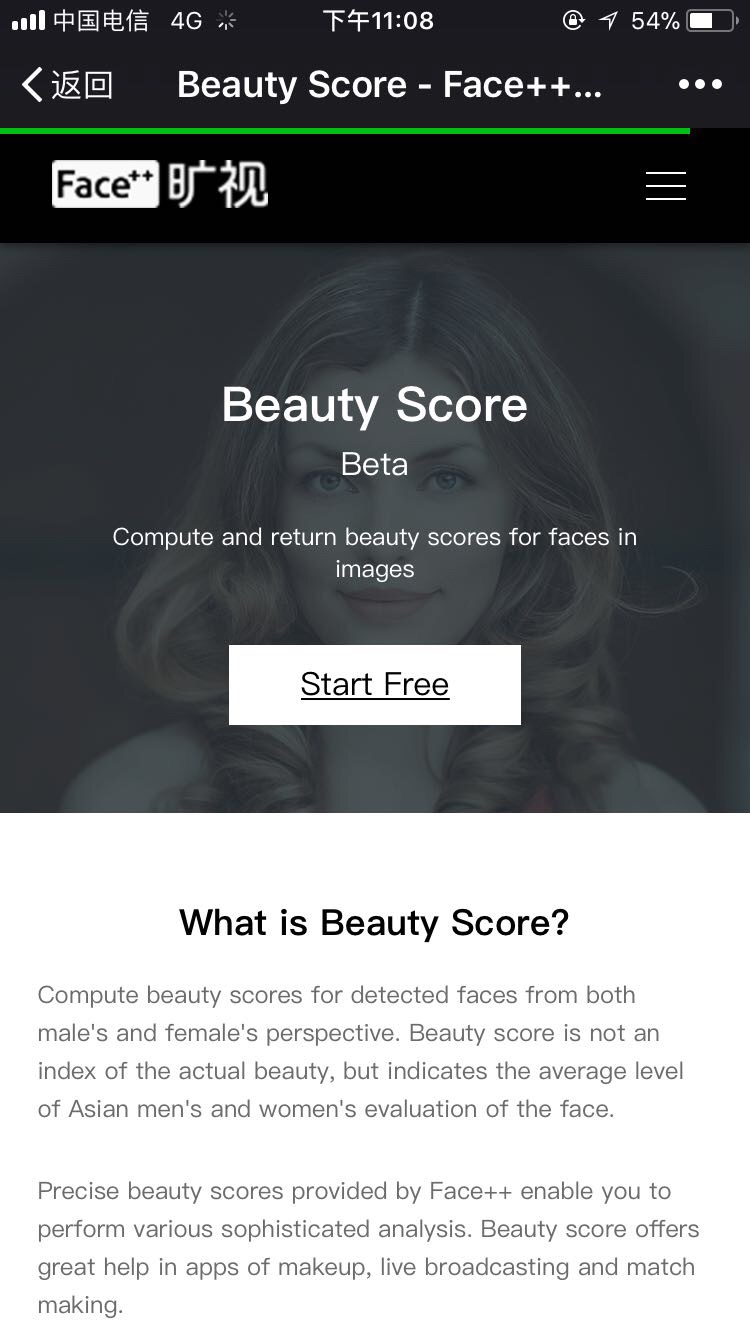 中国电信 4G 下午11:08 54%
返回 Beauty Score - Face++...
Face++ 旷视
Beauty Score
Beta
Compute and return beauty scores for faces in
images
Start Free
What is Beauty Score?
Compute beauty scores for detected faces from both
male's and female's perspective. Beauty score is not an
index of the actual beauty, but indicates the average level
of Asian men's and women's evaluation of the face.
Precise beauty scores provided by Face++ enable you to
perform various sophisticated analysis. Beauty score offers
great help in apps of makeup, live broadcasting and match
making.